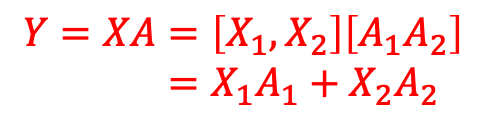 Y = XA = [X₁, X₂][A₁A₂]
= X₁A₁ + X₂A₂